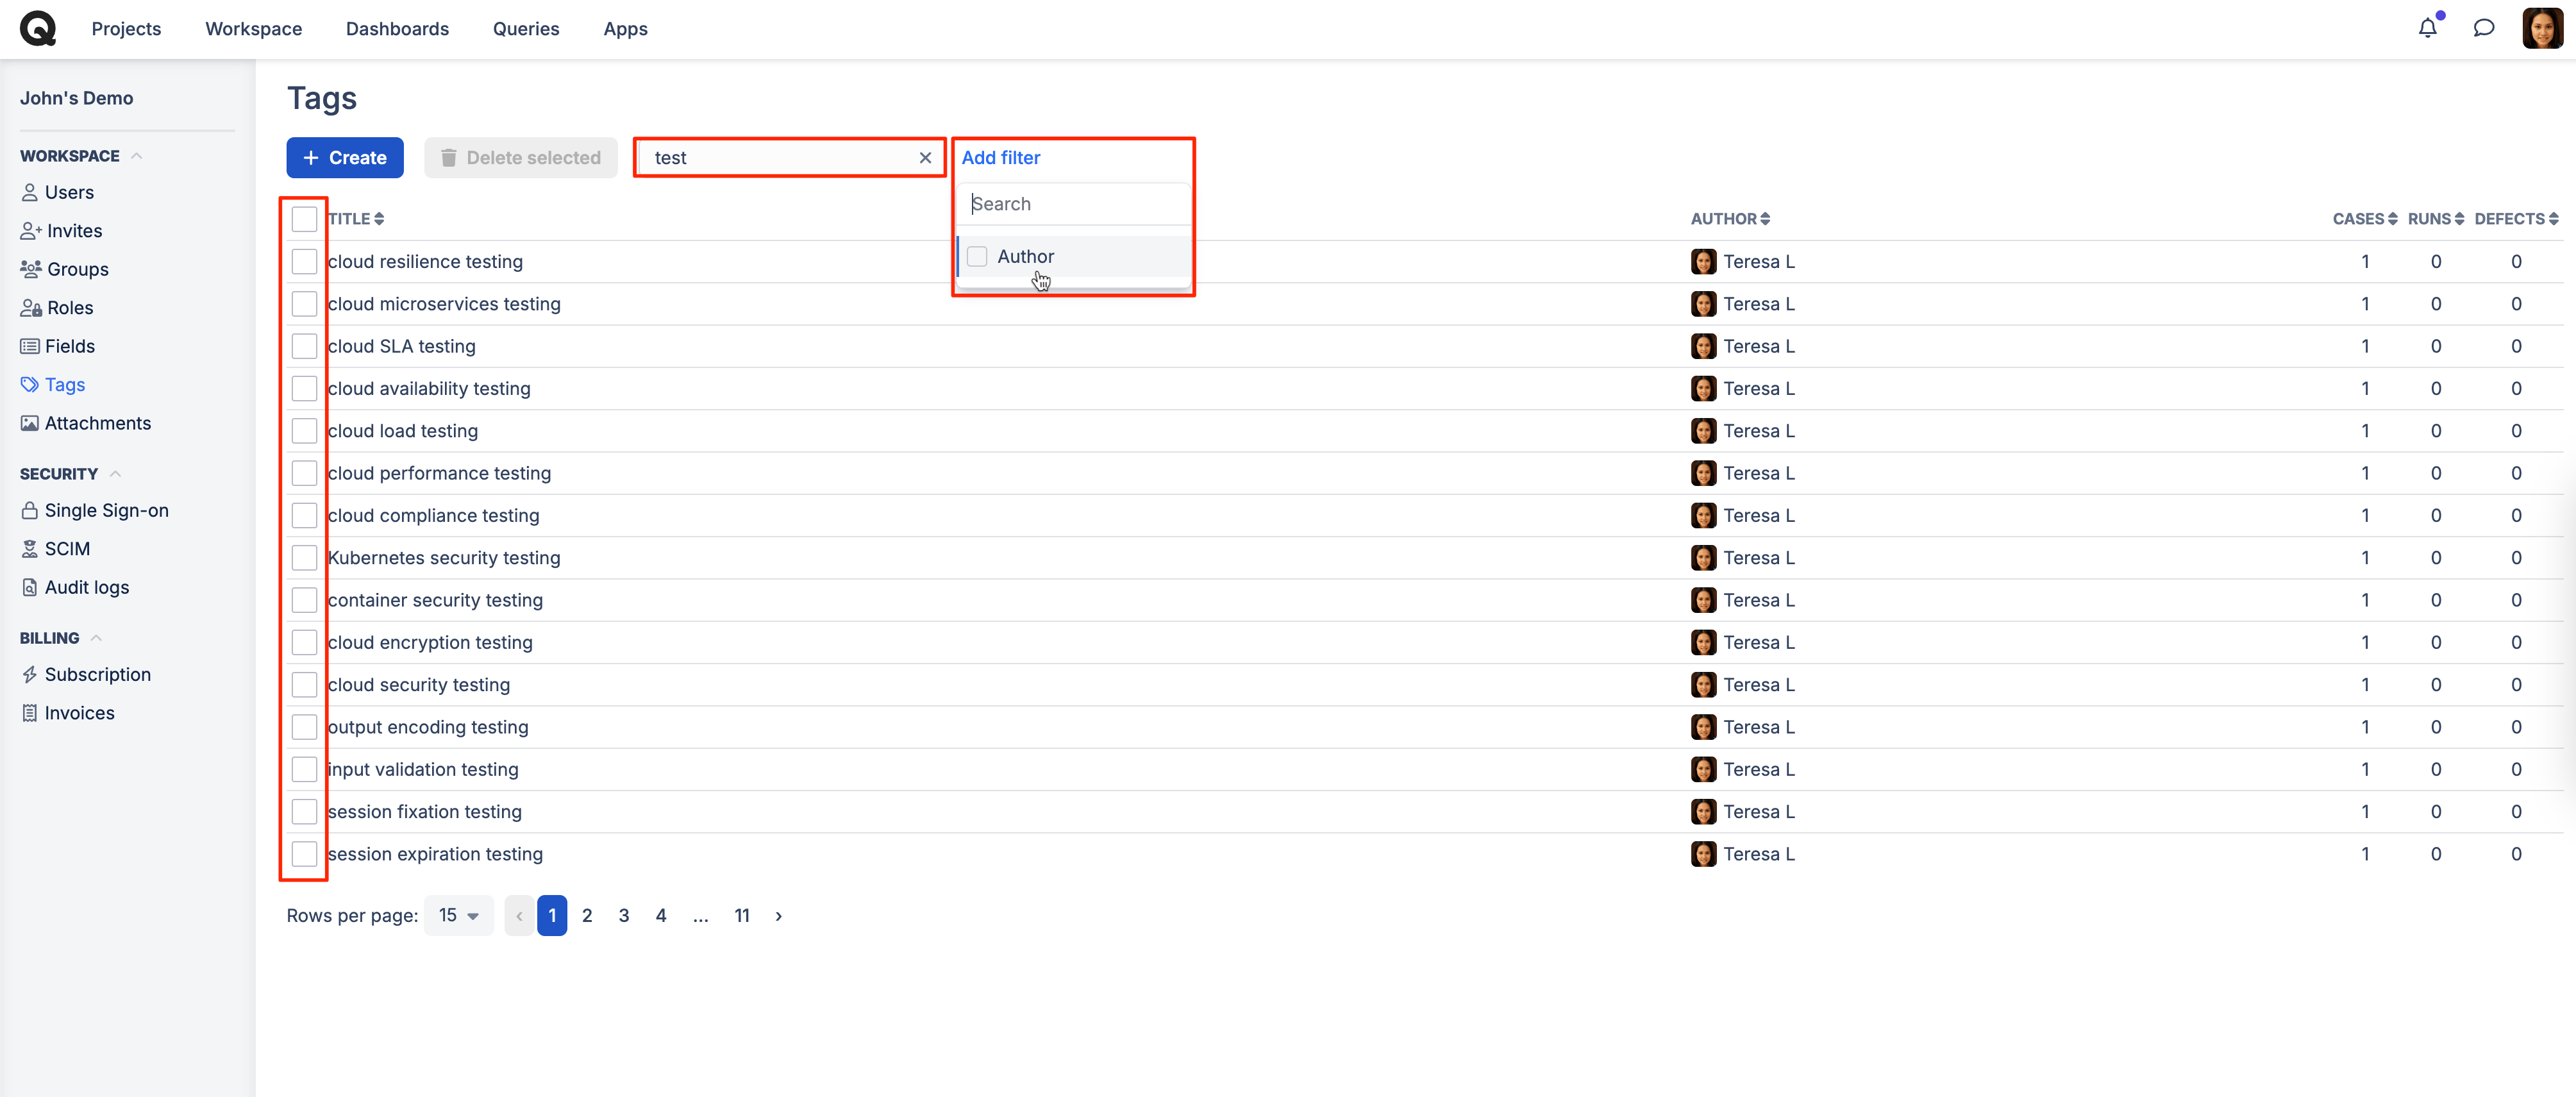 Projects Workspace Dashboards Queries Apps
John's Demo
WORKSPACE
Users
Invites
Groups
Roles
Fields
Tags
Attachments
SECURITY
Single Sign-on
SCIM
Audit logs
BILLING
Subscription
Invoices
Tags
+ Create Delete selected test × Add filter
Search
Author
TITLE AUTHOR CASES RUNS DEFECTS
cloud resilience testing Teresa L 1 0 0
cloud microservices testing Teresa L 1 0 0
cloud SLA testing Teresa L 1 0 0
cloud availability testing Teresa L 1 0 0
cloud load testing Teresa L 1 0 0
cloud performance testing Teresa L 1 0 0
cloud compliance testing Teresa L 1 0 0
Kubernetes security testing Teresa L 1 0 0
container security testing Teresa L 1 0 0
cloud encryption testing Teresa L 1 0 0
cloud security testing Teresa L 1 0 0
output encoding testing Teresa L 1 0 0
input validation testing Teresa L 1 0 0
session fixation testing Teresa L 1 0 0
session expiration testing Teresa L 1 0 0
Rows per page: 15 ‹ 1 2 3 4 ... 11 ›